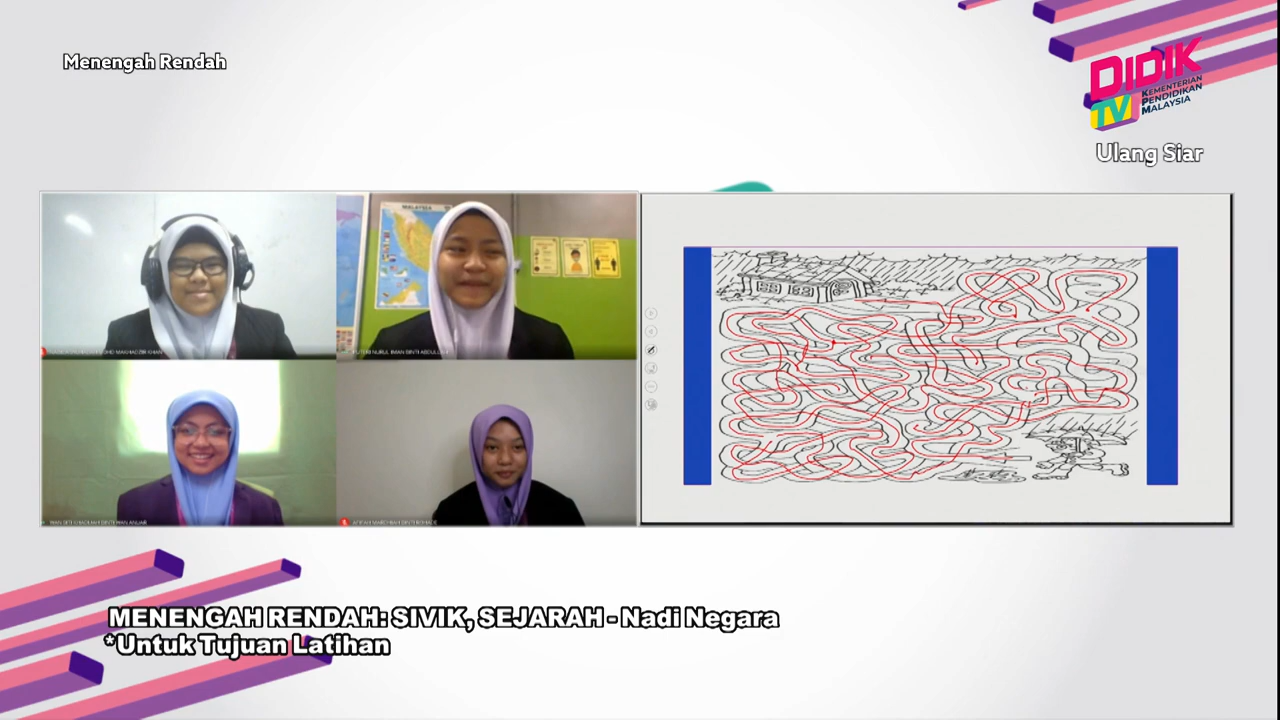 Menengah Rendah
DIDIK
TV
KEMENTERIAN
PENDIDIKAN
MALAYSIA
Ulang Siar
MALAYSIA
MENENGAH RENDAH: SIVIK, SEJARAH - Nadi Negara
*Untuk Tujuan Latihan